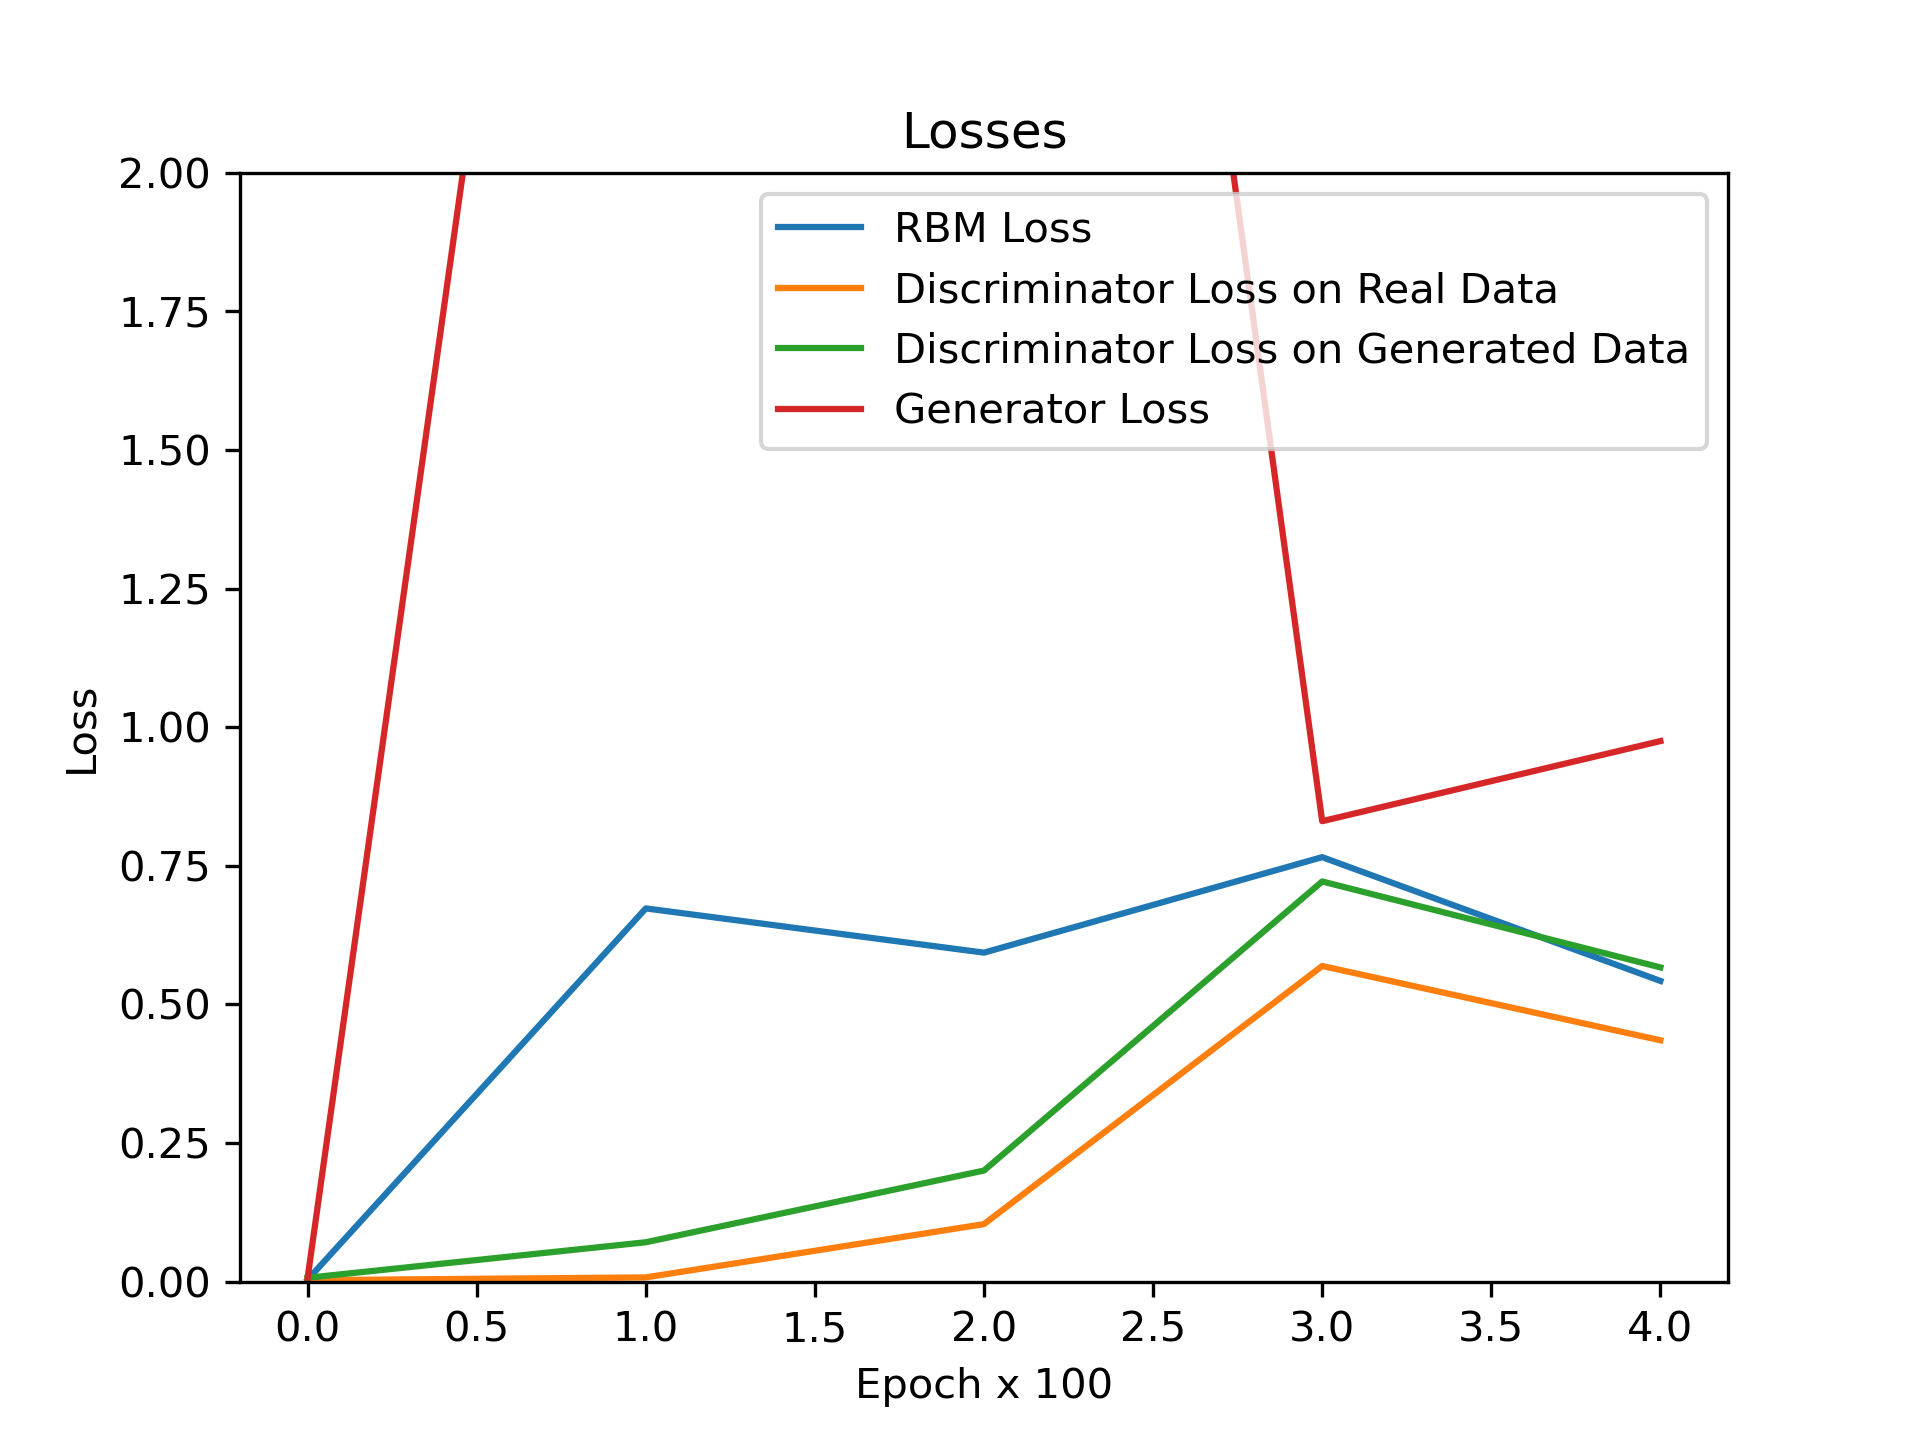 Losses
2.00
1.75
1.50
1.25
1.00
0.75
0.50
0.25
0.00
Loss
RBM Loss
Discriminator Loss on Real Data
Discriminator Loss on Generated Data
Generator Loss
0.0 0.5 1.0 1.5 2.0 2.5 3.0 3.5 4.0
Epoch x 100